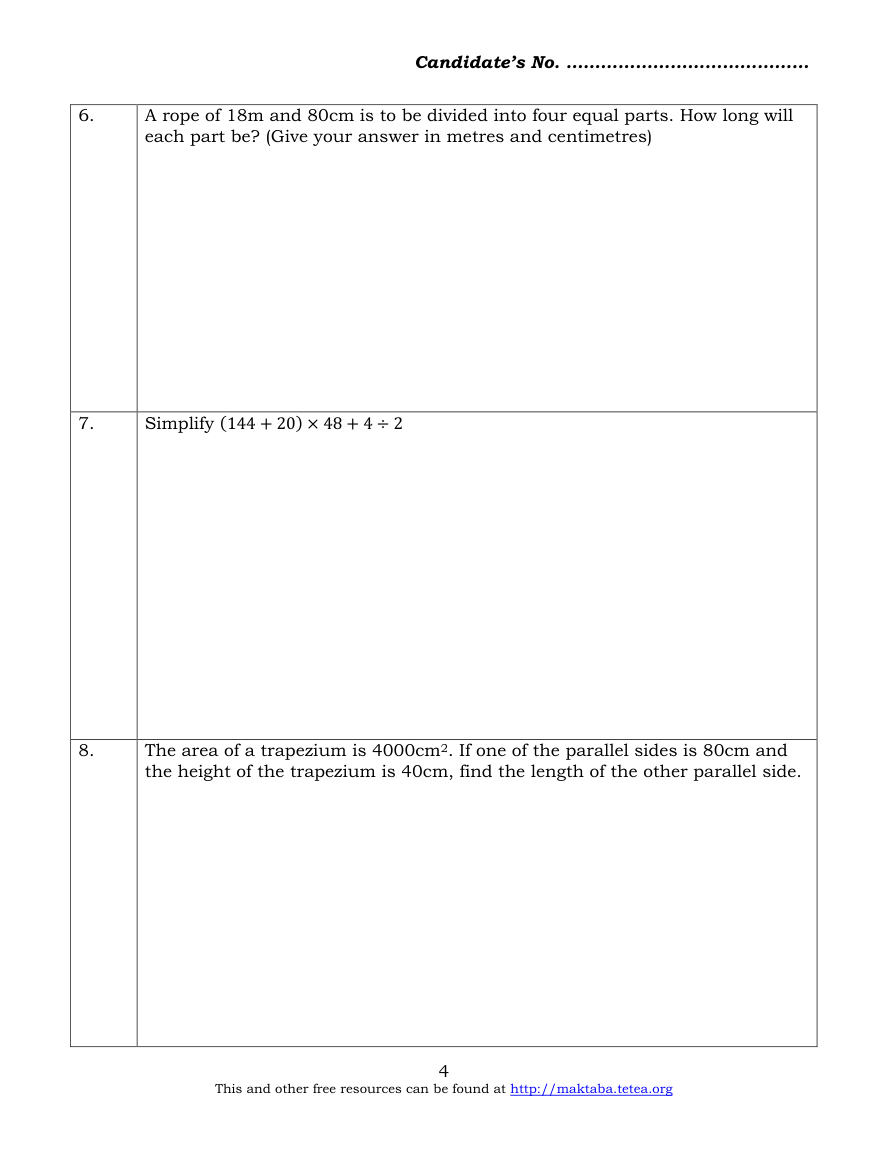 Candidate's No. ..........................................
6. A rope of 18m and 80cm is to be divided into four equal parts. How long will
each part be? (Give your answer in metres and centimetres)
7. Simplify (144 + 20) × 48 + 4 ÷ 2
8. The area of a trapezium is 4000cm². If one of the parallel sides is 80cm and
the height of the trapezium is 40cm, find the length of the other parallel side.
4
This and other free resources can be found at http://maktaba.tetea.org